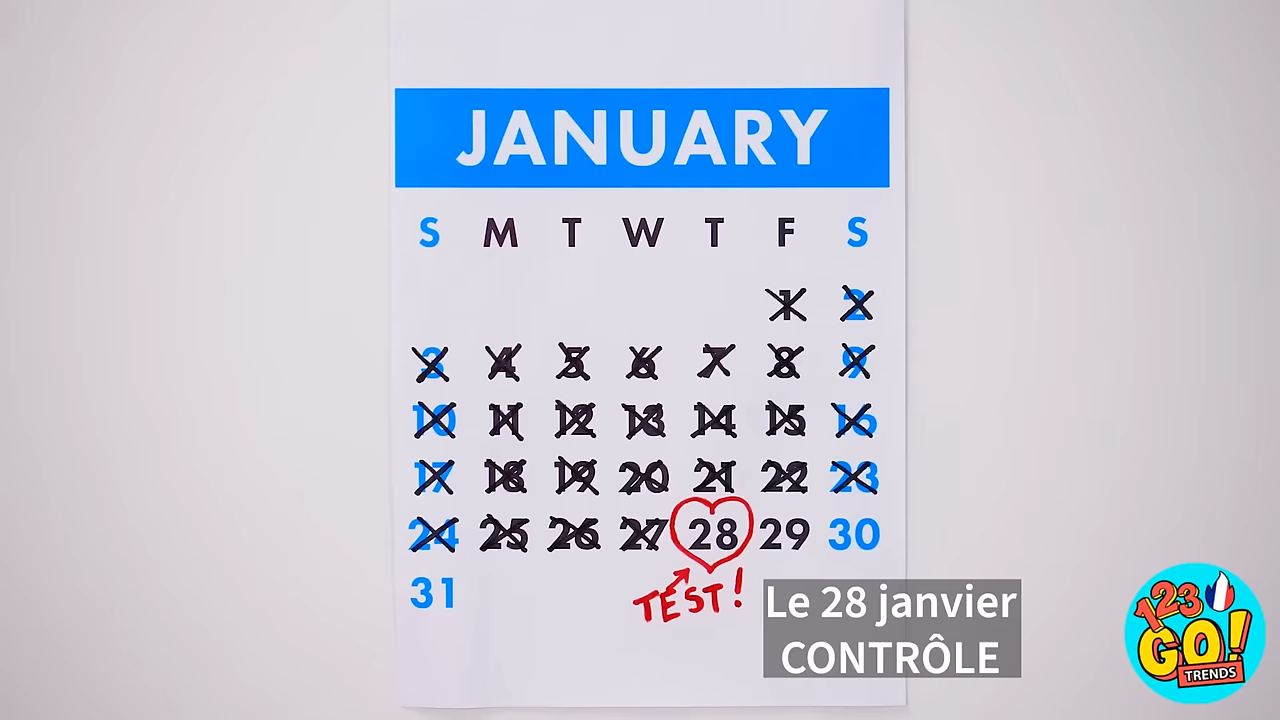 JANUARY
S M T W T F S
1 2
3 4 5 6 7 8 9
10 11 12 13 14 15 16
17 18 19 20 21 22 23
24 25 26 27 28 29 30
31
TEST!
Le 28 janvier
CONTRÔLE
123
GO!
TRENDS